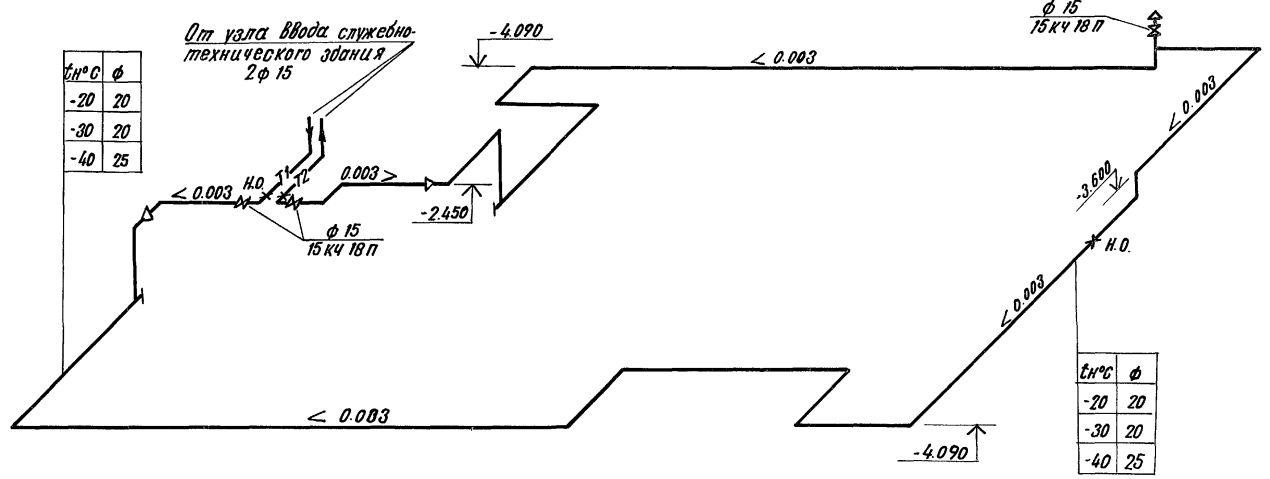 От узла ввода служебно-
технического здания
2ф 15
tн°C ф
-20 20
-30 20
-40 25
-4.090
< 0.003
ф 15
15кч 18п
< 0.003
-3.600
Н.О.
< 0.003
Т1
Т2
Н.О.
< 0.003
0.003 >
-2.450
ф 15
15кч 18п
< 0.003
-4.090
tн°C ф
-20 20
-30 20
-40 25